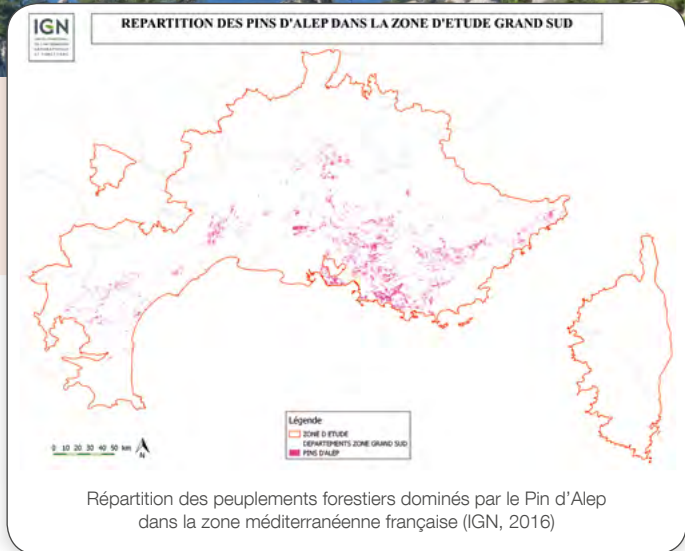 IGN
REPARTITION DES PINS D'ALEP DANS LA ZONE D'ETUDE GRAND SUD
0 10 20 30 40 50 km
N
Légende
ZONE D ETUDE
DEPARTEMENTS ZONE GRAND SUD
PINS D'ALEP
Répartition des peuplements forestiers dominés par le Pin d'Alep
dans la zone méditerranéenne française (IGN, 2016)